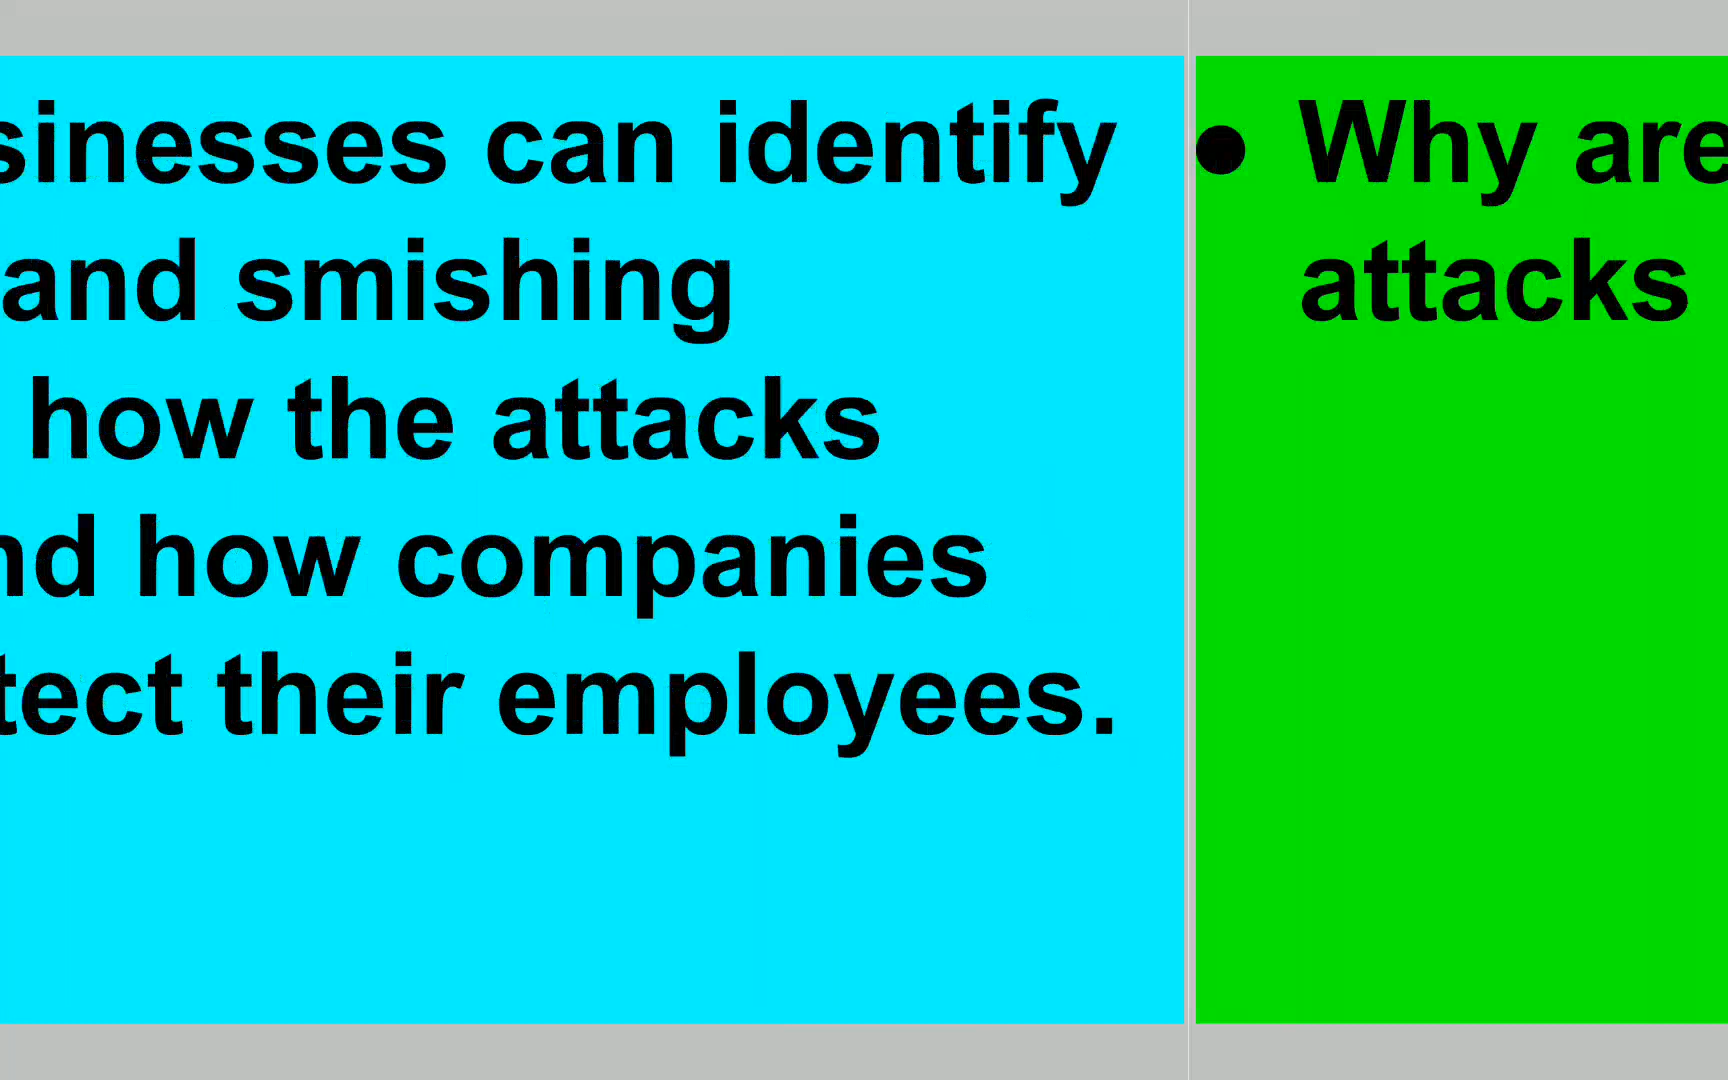 sinesses can identify
and smishing
how the attacks
nd how companies
tect their employees.
● Why are
attacks